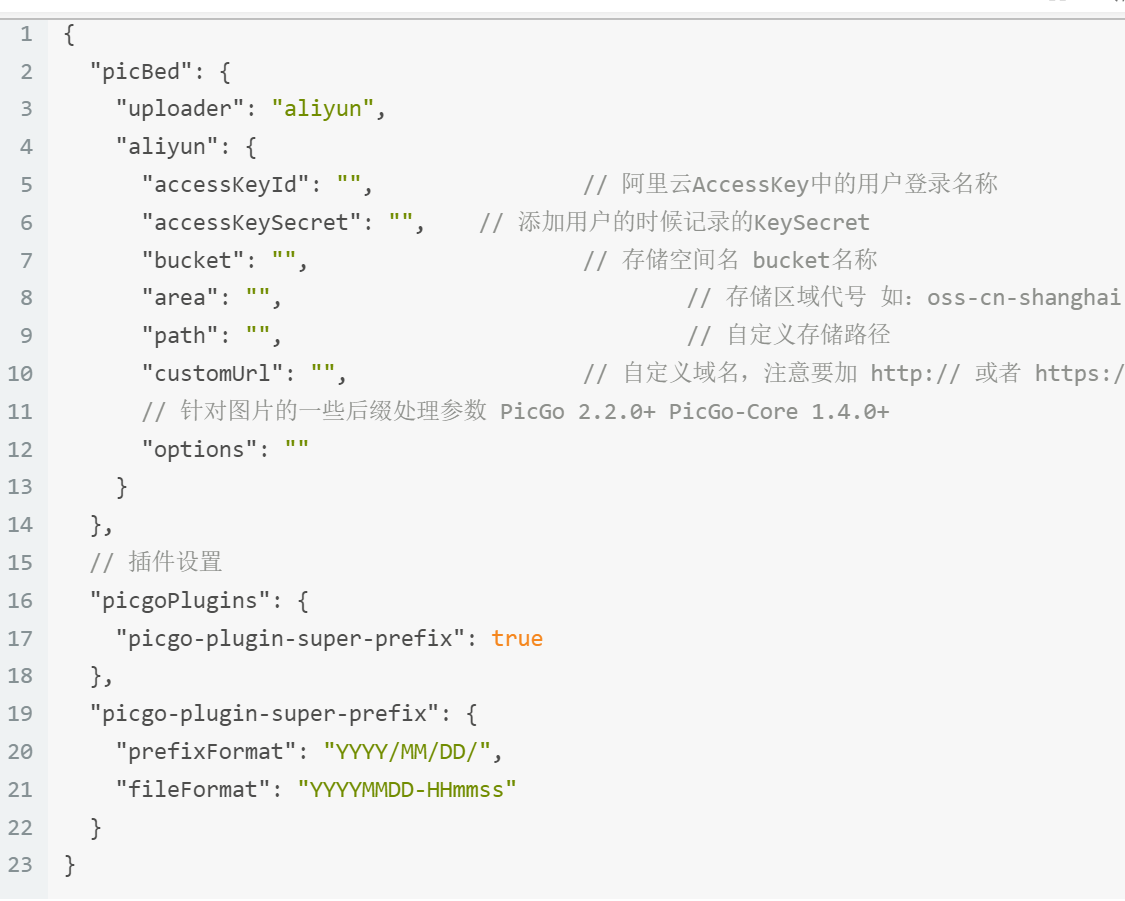 1 {
2   "picBed": {
3     "uploader": "aliyun",
4     "aliyun": {
5       "accessKeyId": "",                // 阿里云AccessKey中的用户登录名称
6       "accessKeySecret": "",    // 添加用户的时候记录的KeySecret
7       "bucket": "",                     // 存储空间名 bucket名称
8       "area": "",                               // 存储区域代号 如：oss-cn-shanghai
9       "path": "",                               // 自定义存储路径
10       "customUrl": "",                  // 自定义域名，注意要加 http:// 或者 https:/
11       // 针对图片的一些后缀处理参数 PicGo 2.2.0+ PicGo-Core 1.4.0+
12       "options": ""
13     }
14   },
15   // 插件设置
16   "picgoPlugins": {
17     "picgo-plugin-super-prefix": true
18   },
19   "picgo-plugin-super-prefix": {
20     "prefixFormat": "YYYY/MM/DD/",
21     "fileFormat": "YYYYMMDD-HHmmss"
22   }
23 }